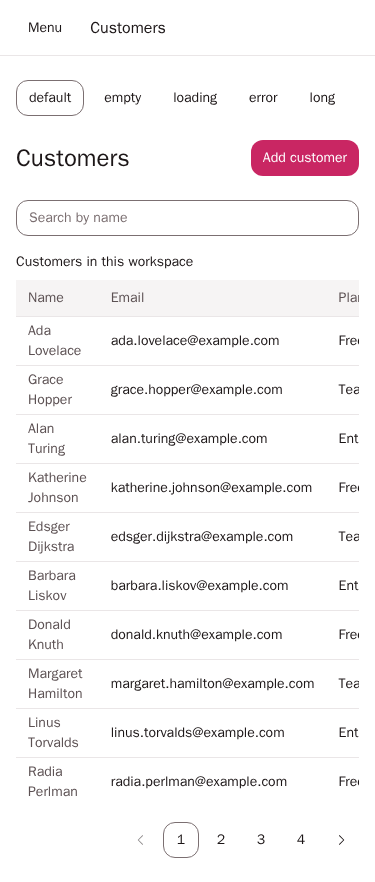 Menu Customers
default empty loading error long
Customers Add customer
Search by name
Customers in this workspace
Name Email
Ada Lovelace ada.lovelace@example.com
Grace Hopper grace.hopper@example.com
Alan Turing alan.turing@example.com
Katherine Johnson katherine.johnson@example.com
Edsger Dijkstra edsger.dijkstra@example.com
Barbara Liskov barbara.liskov@example.com
Donald Knuth donald.knuth@example.com
Margaret Hamilton margaret.hamilton@example.com
Linus Torvalds linus.torvalds@example.com
Radia Perlman radia.perlman@example.com
1 2 3 4